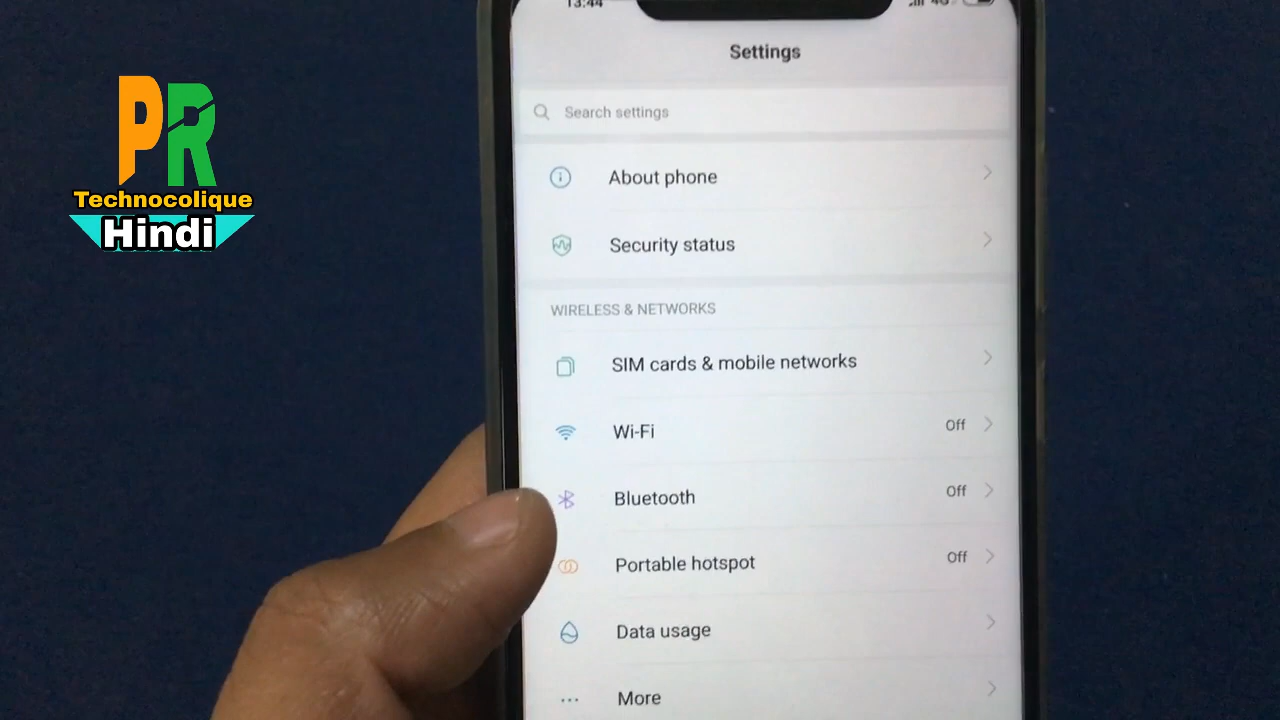 PR
Technocolique
Hindi
13:44
4G
Settings
Search settings
About phone
Security status
WIRELESS & NETWORKS
SIM cards & mobile networks
Wi-Fi Off
Bluetooth Off
Portable hotspot Off
Data usage
More